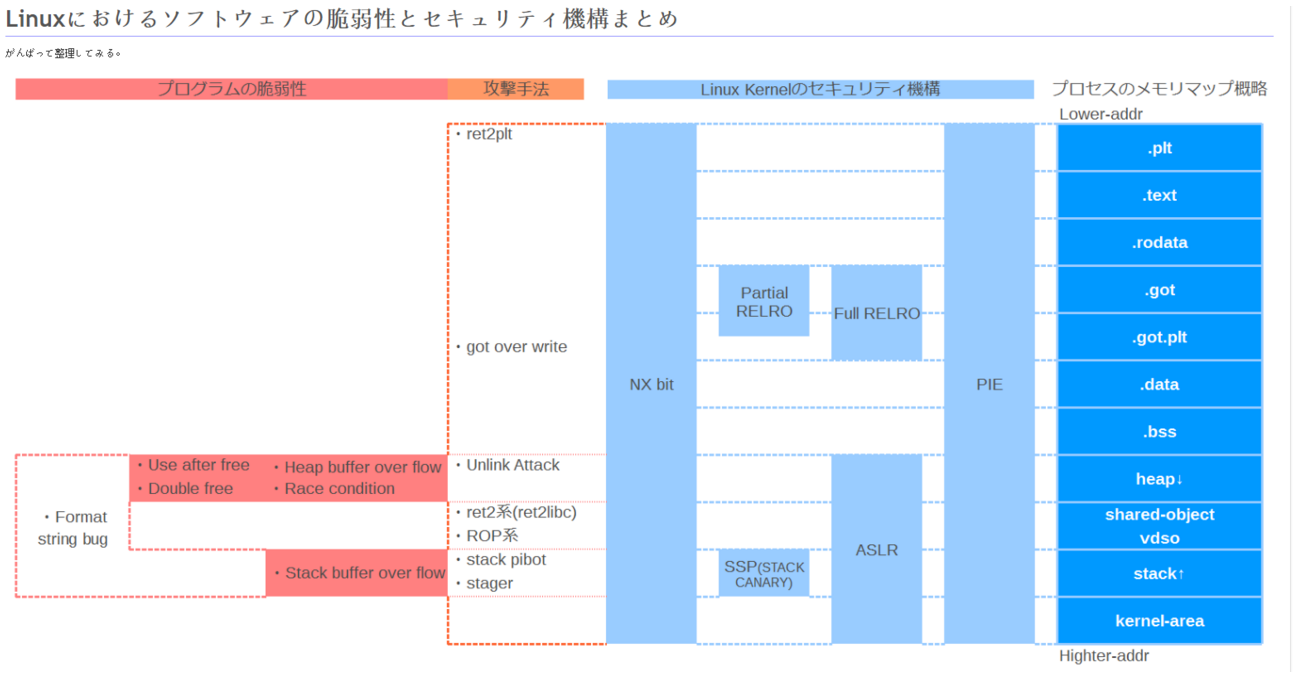 Linuxにおけるソフトウェアの脆弱性とセキュリティ機構まとめ
がんばって整理してみる。
プログラムの脆弱性
攻撃手法
Linux Kernelのセキュリティ機構
プロセスのメモリマップ概略
Lower-addr
・ret2plt
.plt
.text
.rodata
Partial
RELRO
Full RELRO
.got
・got over write
.got.plt
NX bit
PIE
.data
.bss
・Use after free
・Double free
・Heap buffer over flow
・Race condition
・Unlink Attack
heap↓
・Format
string bug
・ret2系(ret2libc)
・ROP系
shared-object
vdso
ASLR
・Stack buffer over flow
・stack pibot
・stager
SSP(STACK
CANARY)
stack↑
kernel-area
Highter-addr